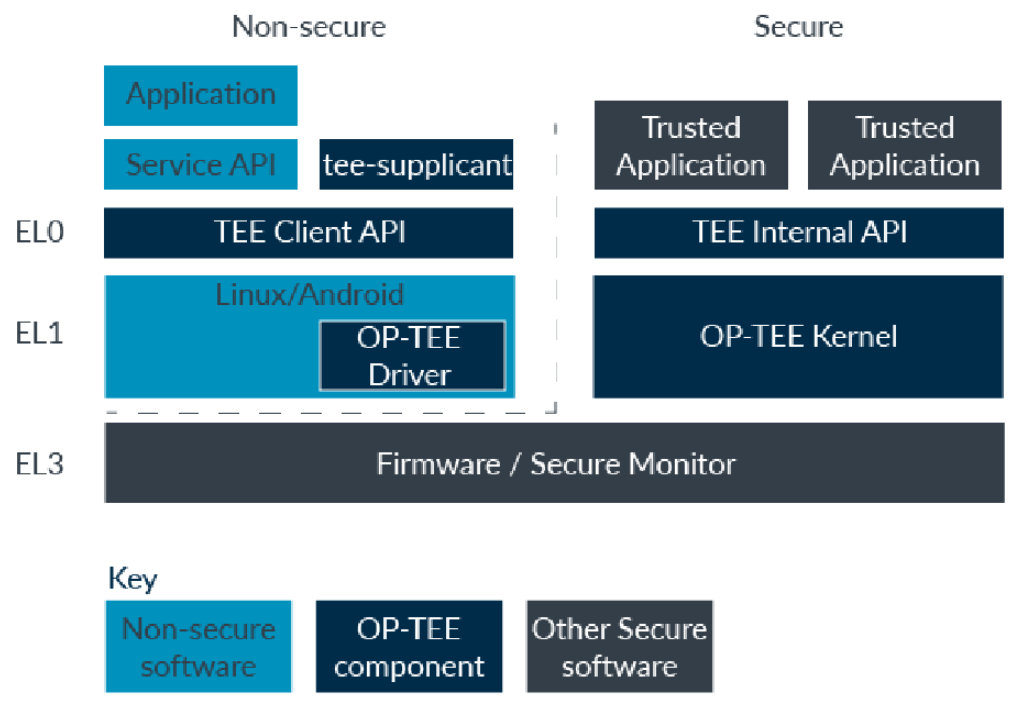 Non-secure
Secure
Application
Service API
tee-supplicant
Trusted
Application
Trusted
Application
EL0
TEE Client API
TEE Internal API
EL1
Linux/Android
OP-TEE
Driver
OP-TEE Kernel
EL3
Firmware / Secure Monitor
Key
Non-secure
software
OP-TEE
component
Other Secure
software